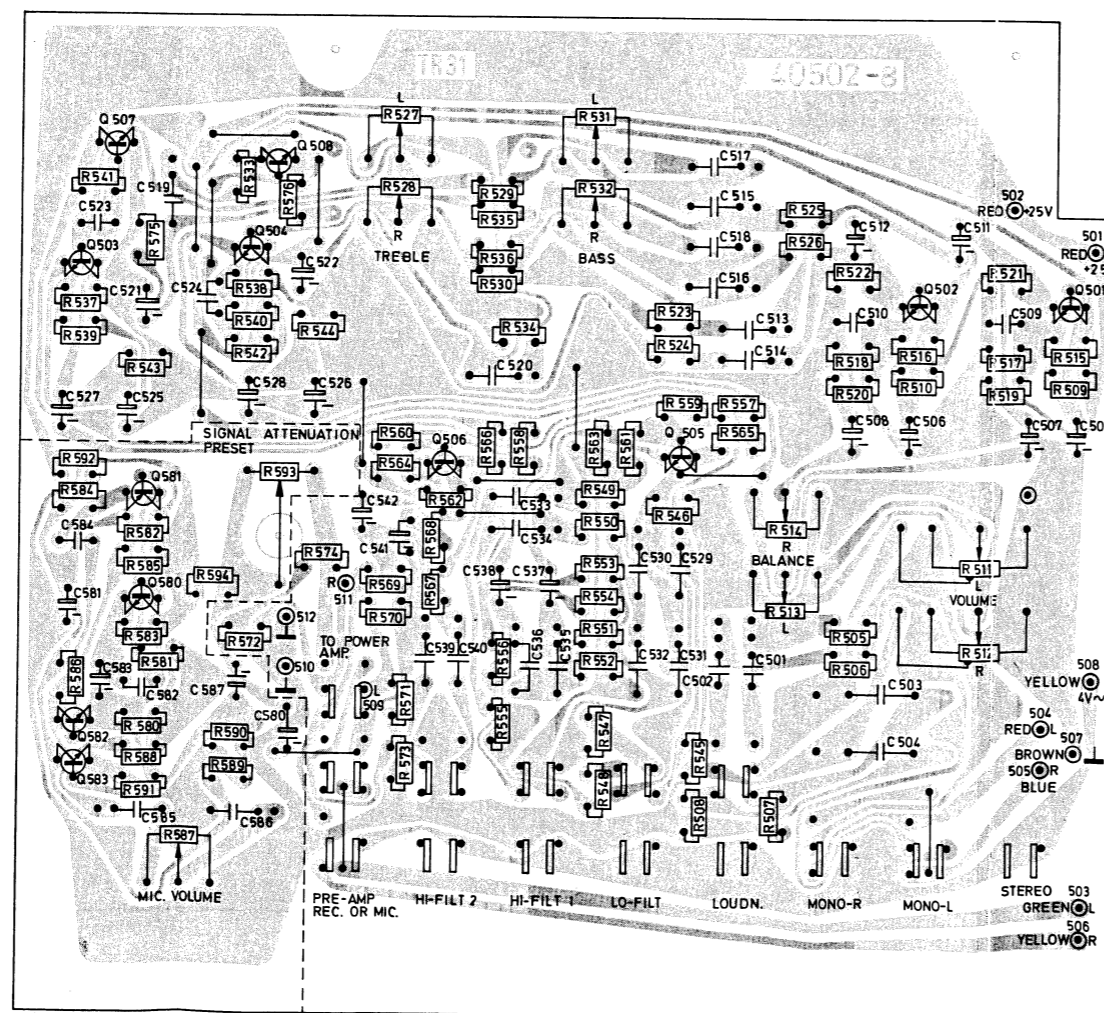 TR31 40502-3
L L
R527 R531
Q507 Q508
R541 C519 R533 R576
C517
R528 R532
R529 R535
C515
C523 R575
R R
502
RED +25V
R525 C512 C511
501
RED
Q503 Q504
TREBLE BASS
R536 R530
C518 R526
C522
R522 R521
C521 C524 R538
C516
Q502 Q501
R537 R540 R544
R523 C513 C510 C509
R539 R542
R534 R524 C514
R518 R516 R517 R515
R543 C520
R520 R510 R519 R509
C528 C526
C527 C525
R559 R557
C508 C506 C507
SIGNAL ATTENUATION
PRESET
R560 Q506 R566 R558 R563 R561 Q505 R565
R592 Q581 R593 R564
R584 C542 R562 R549
C533 R546 R514
C584 R582 R550
C534 R
R585 R574 C541 R568
C530 C529 BALANCE
R511
L
VOLUME
Q580 R594 R569 R567 C538 C537 R553
R
511
C581 R570 R554 R513
L
512
R583 R572 R551 R505
R512
R
TO POWER
AMP.
C539 C540 R556 C536 C535 R552 C532 C531 C502 C501 R506
R581 510
R586 C583 C582 C587
C503
508
YELLOW
4V~
L
509
R571
Q582 R580 R590 C580 R555 R547
504
RED L
C504
507
BROWN
505 R
BLUE
R588 R573 R545
Q583 R589 R548
R591 R508 R507
C585 C586
R587
MIC. VOLUME
PRE-AMP
REC. OR MIC.
HI-FILT 2 HI-FILT 1 LO-FILT LOUDN. MONO-R MONO-L STEREO
503
GREEN L
506
YELLOW R